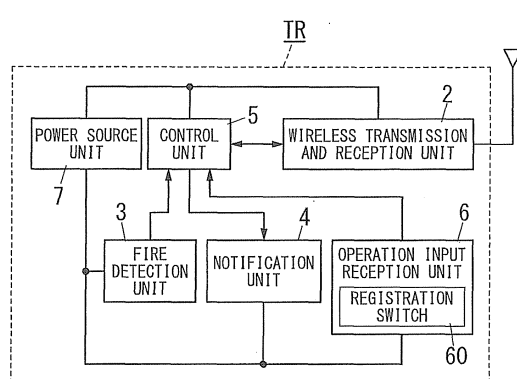 TR
5
2
POWER SOURCE
UNIT
CONTROL
UNIT
WIRELESS TRANSMISSION
AND RECEPTION UNIT
7
3
4
6
FIRE
DETECTION
UNIT
NOTIFICATION
UNIT
OPERATION INPUT
RECEPTION UNIT
REGISTRATION
SWITCH
60